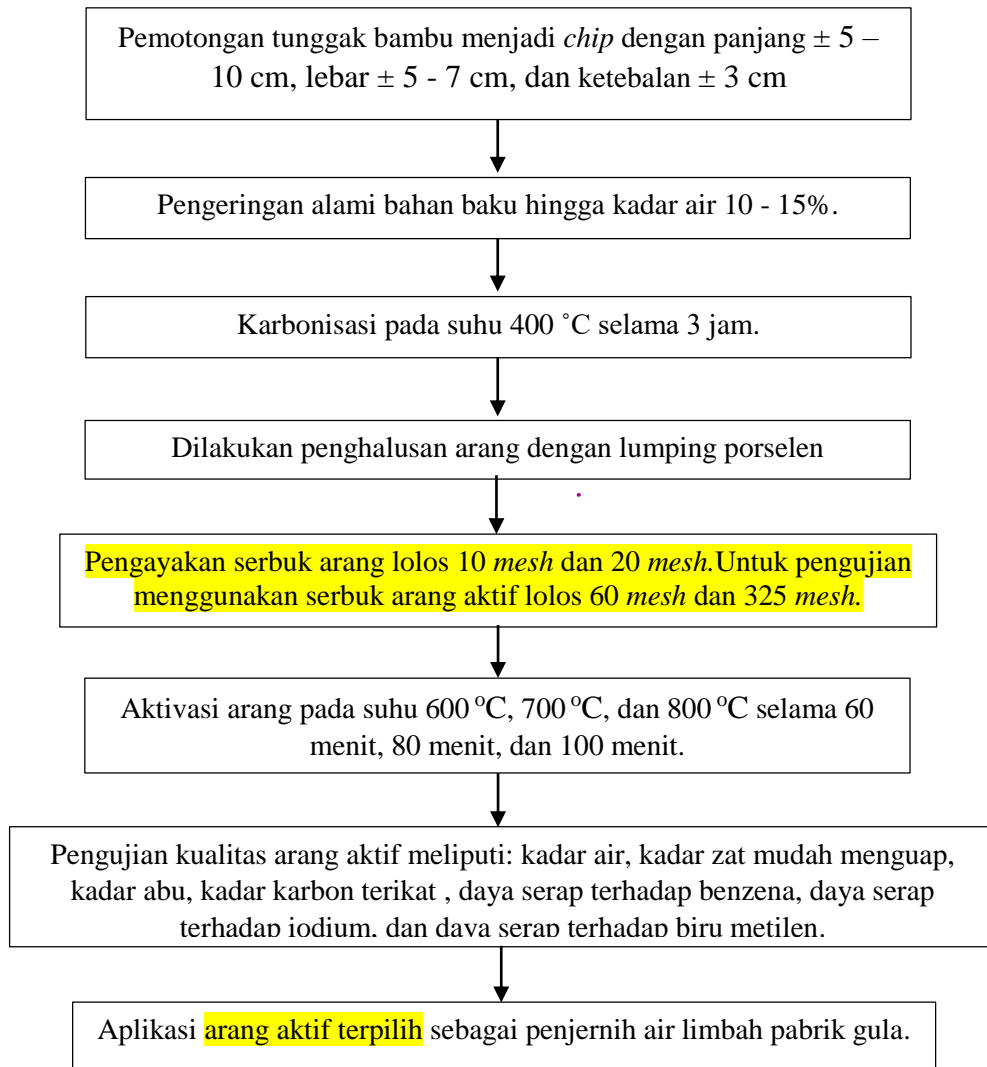 Pemotongan tunggak bambu menjadi chip dengan panjang ± 5 –
10 cm, lebar ± 5 - 7 cm, dan ketebalan ± 3 cm
Pengeringan alami bahan baku hingga kadar air 10 - 15%.
Karbonisasi pada suhu 400 ˚C selama 3 jam.
Dilakukan penghalusan arang dengan lumping porselen
Pengayakan serbuk arang lolos 10 mesh dan 20 mesh.Untuk pengujian
menggunakan serbuk arang aktif lolos 60 mesh dan 325 mesh.
Aktivasi arang pada suhu 600 °C, 700 °C, dan 800 °C selama 60
menit, 80 menit, dan 100 menit.
Pengujian kualitas arang aktif meliputi: kadar air, kadar zat mudah menguap,
kadar abu, kadar karbon terikat , daya serap terhadap benzena, daya serap
terhadap iodium, dan daya serap terhadap biru metilen.
Aplikasi arang aktif terpilih sebagai penjernih air limbah pabrik gula.